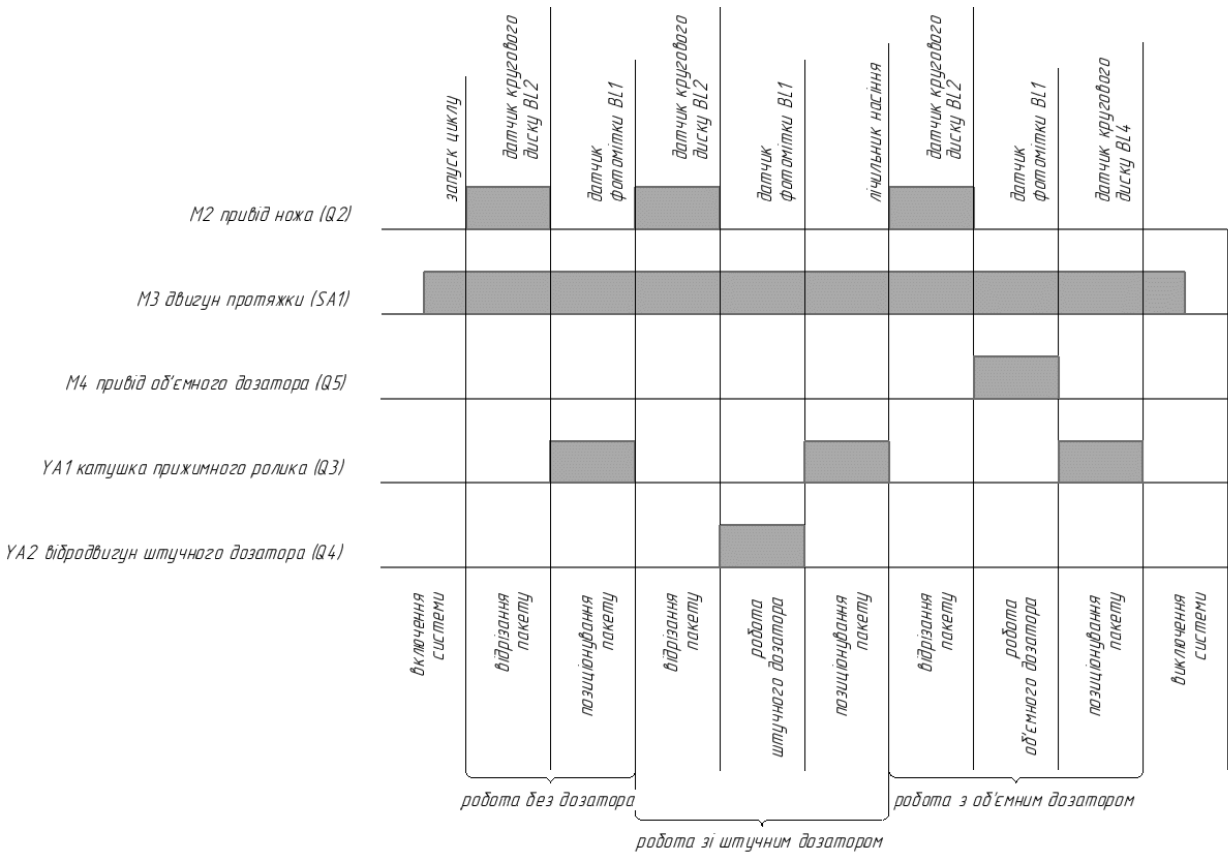 запуск циклу
датчик кругового
диску BL2
датчик
фотомітки BL1
датчик кругового
диску BL2
датчик
фотомітки BL1
лічильник насіння
датчик кругового
диску BL2
датчик
фотомітки BL1
датчик кругового
диску BL4
М2 привід ножа (Q2)
М3 двигун протяжки (SA1)
М4 привід об'ємного дозатора (Q5)
YA1 катушка прижимного ролика (Q3)
YA2 вібродвигун штучного дозатора (Q4)
включення
системи
відрізання
пакету
позиціонування
пакету
відрізання
пакету
робота
штучного дозатора
позиціонування
пакету
відрізання
пакету
робота
об'ємного дозатора
позиціонування
пакету
виключення
системи
робота без дозатора
робота з об'ємним дозатором
робота зі штучним дозатором